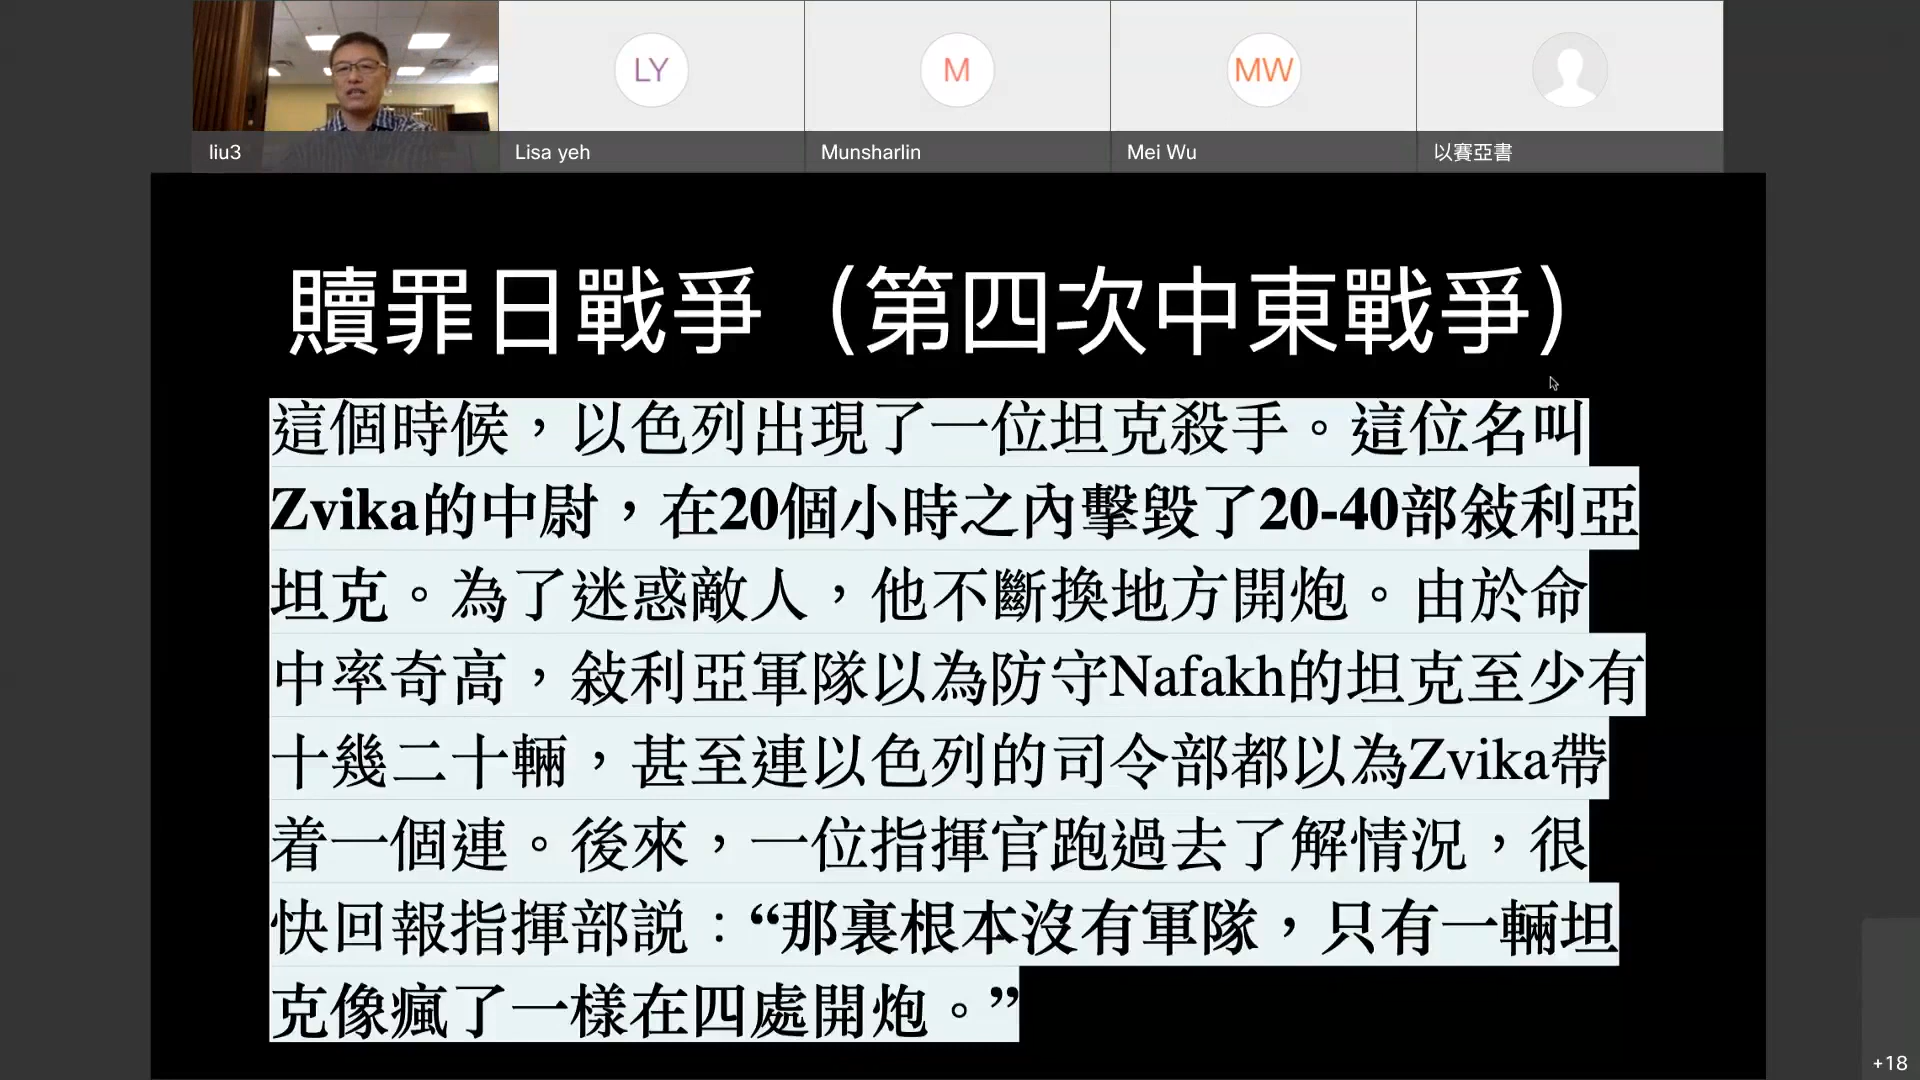 LY
M
MW
liu3
Lisa yeh
Munsharlin
Mei Wu
以賽亞書
贖罪日戰爭（第四次中東戰爭）
這個時候，以色列出現了一位坦克殺手。這位名叫
Zvika的中尉，在20個小時之內擊毀了20-40部敍利亞
坦克。為了迷惑敵人，他不斷換地方開炮。由於命
中率奇高，敍利亞軍隊以為防守Nafakh的坦克至少有
十幾二十輛，甚至連以色列的司令部都以為Zvika帶
着一個連。後來，一位指揮官跑過去了解情況，很
快回報指揮部説：“那裏根本沒有軍隊，只有一輛坦
克像瘋了一樣在四處開炮。”
+18